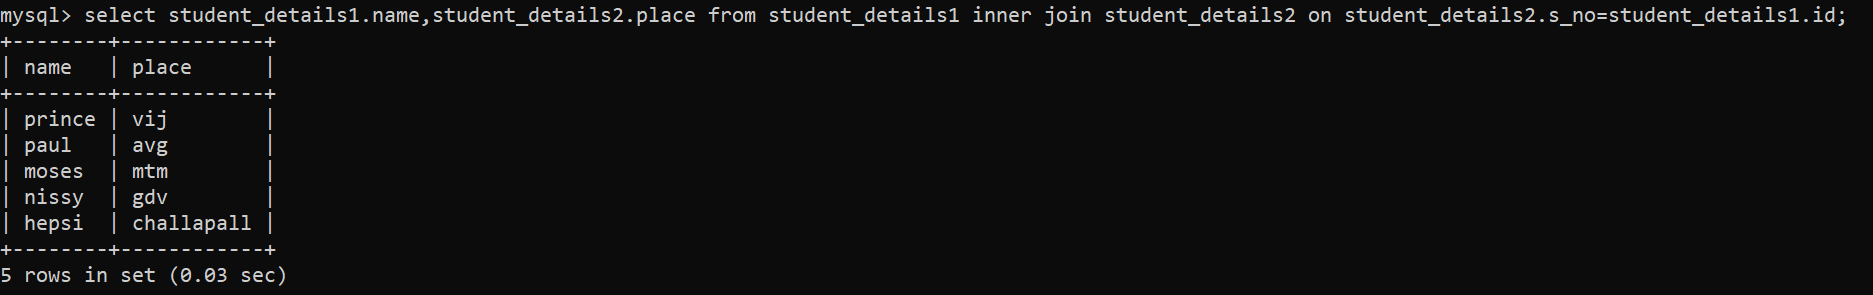 mysql> select student_details1.name,student_details2.place from student_details1 inner join student_details2 on student_details2.s_no=student_details1.id;
+--------+------------+
| name   | place      |
+--------+------------+
| prince | vij        |
| paul   | avg        |
| moses  | mtm        |
| nissy  | gdv        |
| hepsi  | challapall |
+--------+------------+
5 rows in set (0.03 sec)